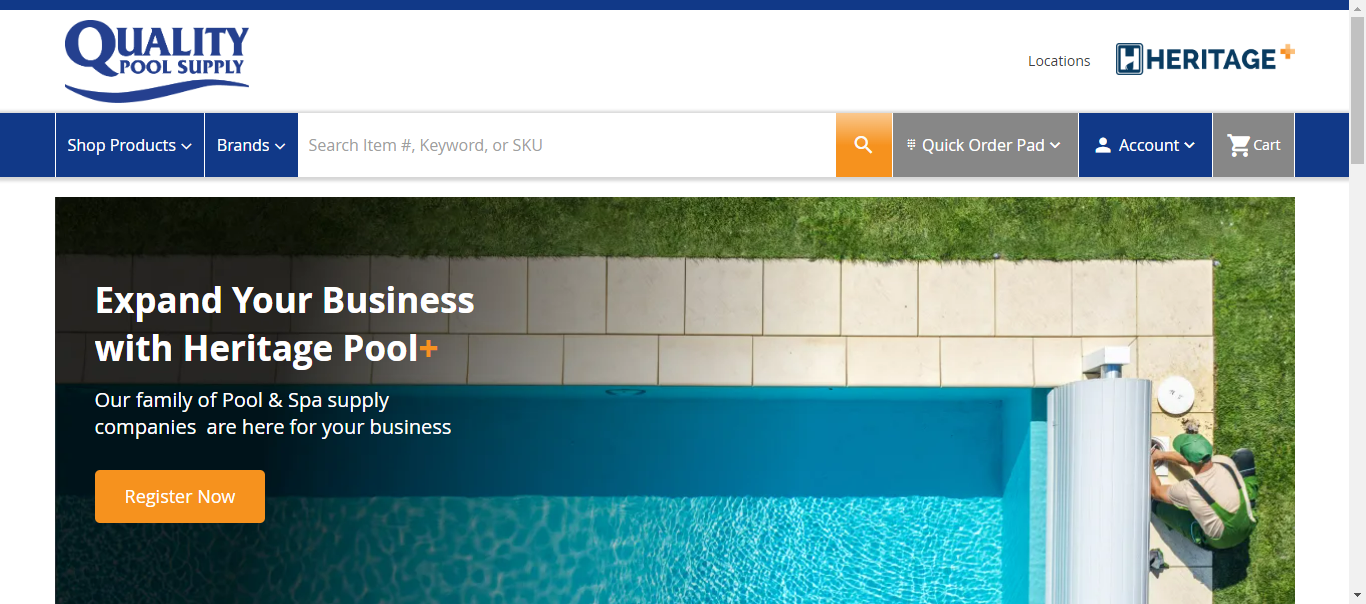 QUALITY
POOL SUPPLY
Locations
HERITAGE+
Shop Products
Brands
Search Item #, Keyword, or SKU
Quick Order Pad
Account
Cart
Expand Your Business
with Heritage Pool+
Our family of Pool & Spa supply
companies are here for your business
Register Now